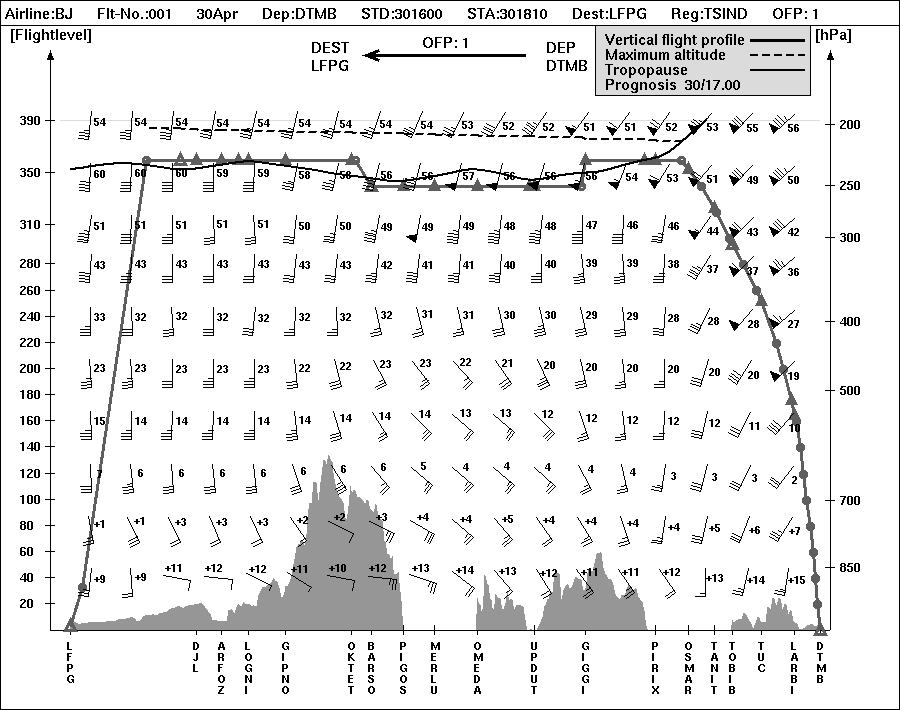 Airline:BJ Flt-No.:001 30Apr Dep:DTMB STD:301600 STA:301810 Dest:LFPG Reg:TSIND OFP: 1
[Flightlevel] [hPa]
DEST OFP: 1 DEP
LFPG DTMB
Vertical flight profile
Maximum altitude
Tropopause
Prognosis 30/17.00
390 54 54 54 54 54 54 54 54 54 53 52 52 51 51 52 53 55 56 200
350 60 60 60 59 59 58 58 56 56 56 57 56 56 54 53 51 49 50 250
310 51 51 51 51 51 50 50 49 49 49 48 48 47 46 46 44 43 42 300
280 43 43 43 43 43 43 43 42 41 41 40 40 39 39 38 37 37 36
260
240 33 32 32 32 32 32 32 32 31 31 30 30 29 29 28 28 28 27 400
220
200 23 23 23 23 23 22 22 23 23 22 21 20 20 20 20 20 20 19 500
180
160 15 14 14 14 14 14 14 14 14 13 13 12 12 12 12 12 11 10
140
120 7 6 6 6 6 6 6 6 5 4 4 4 4 4 3 3 3 2
100 700
80 +1 +1 +3 +3 +3 +2 +2 +3 +4 +4 +5 +4 +4 +4 +4 +5 +6 +7
60
40 +9 +9 +11 +12 +12 +11 +10 +12 +13 +14 +13 +12 +11 +11 +12 +13 +14 +15 850
20
LFPG DJL ARFOZ LOGNI GIPNO OKTET BARSO PIGOS MERLU OMEDA UPDUT GIGGI PIRIX OSMAR TANIT TOBIB TUC LARBI DTMB